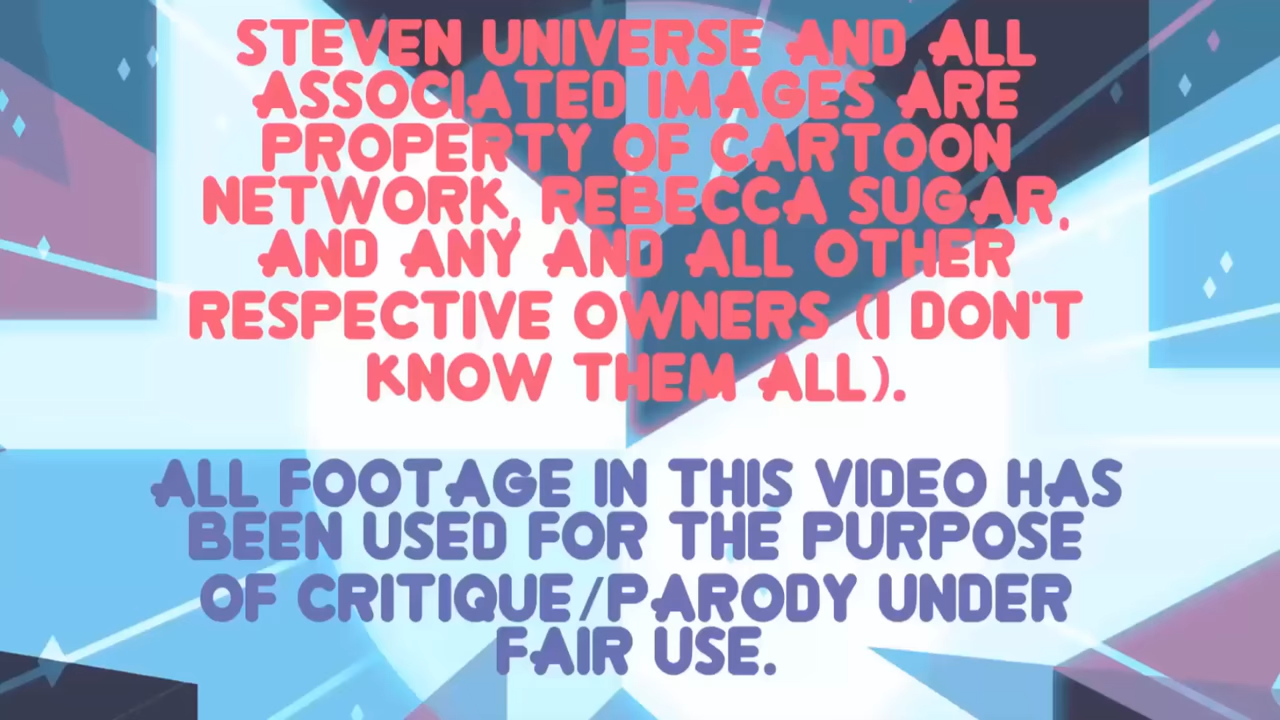 STEVEN UNIVERSE AND ALL
ASSOCIATED IMAGES ARE
PROPERTY OF CARTOON
NETWORK, REBECCA SUGAR,
AND ANY AND ALL OTHER
RESPECTIVE OWNERS (I DON'T
KNOW THEM ALL).
ALL FOOTAGE IN THIS VIDEO HAS
BEEN USED FOR THE PURPOSE
OF CRITIQUE/PARODY UNDER
FAIR USE.